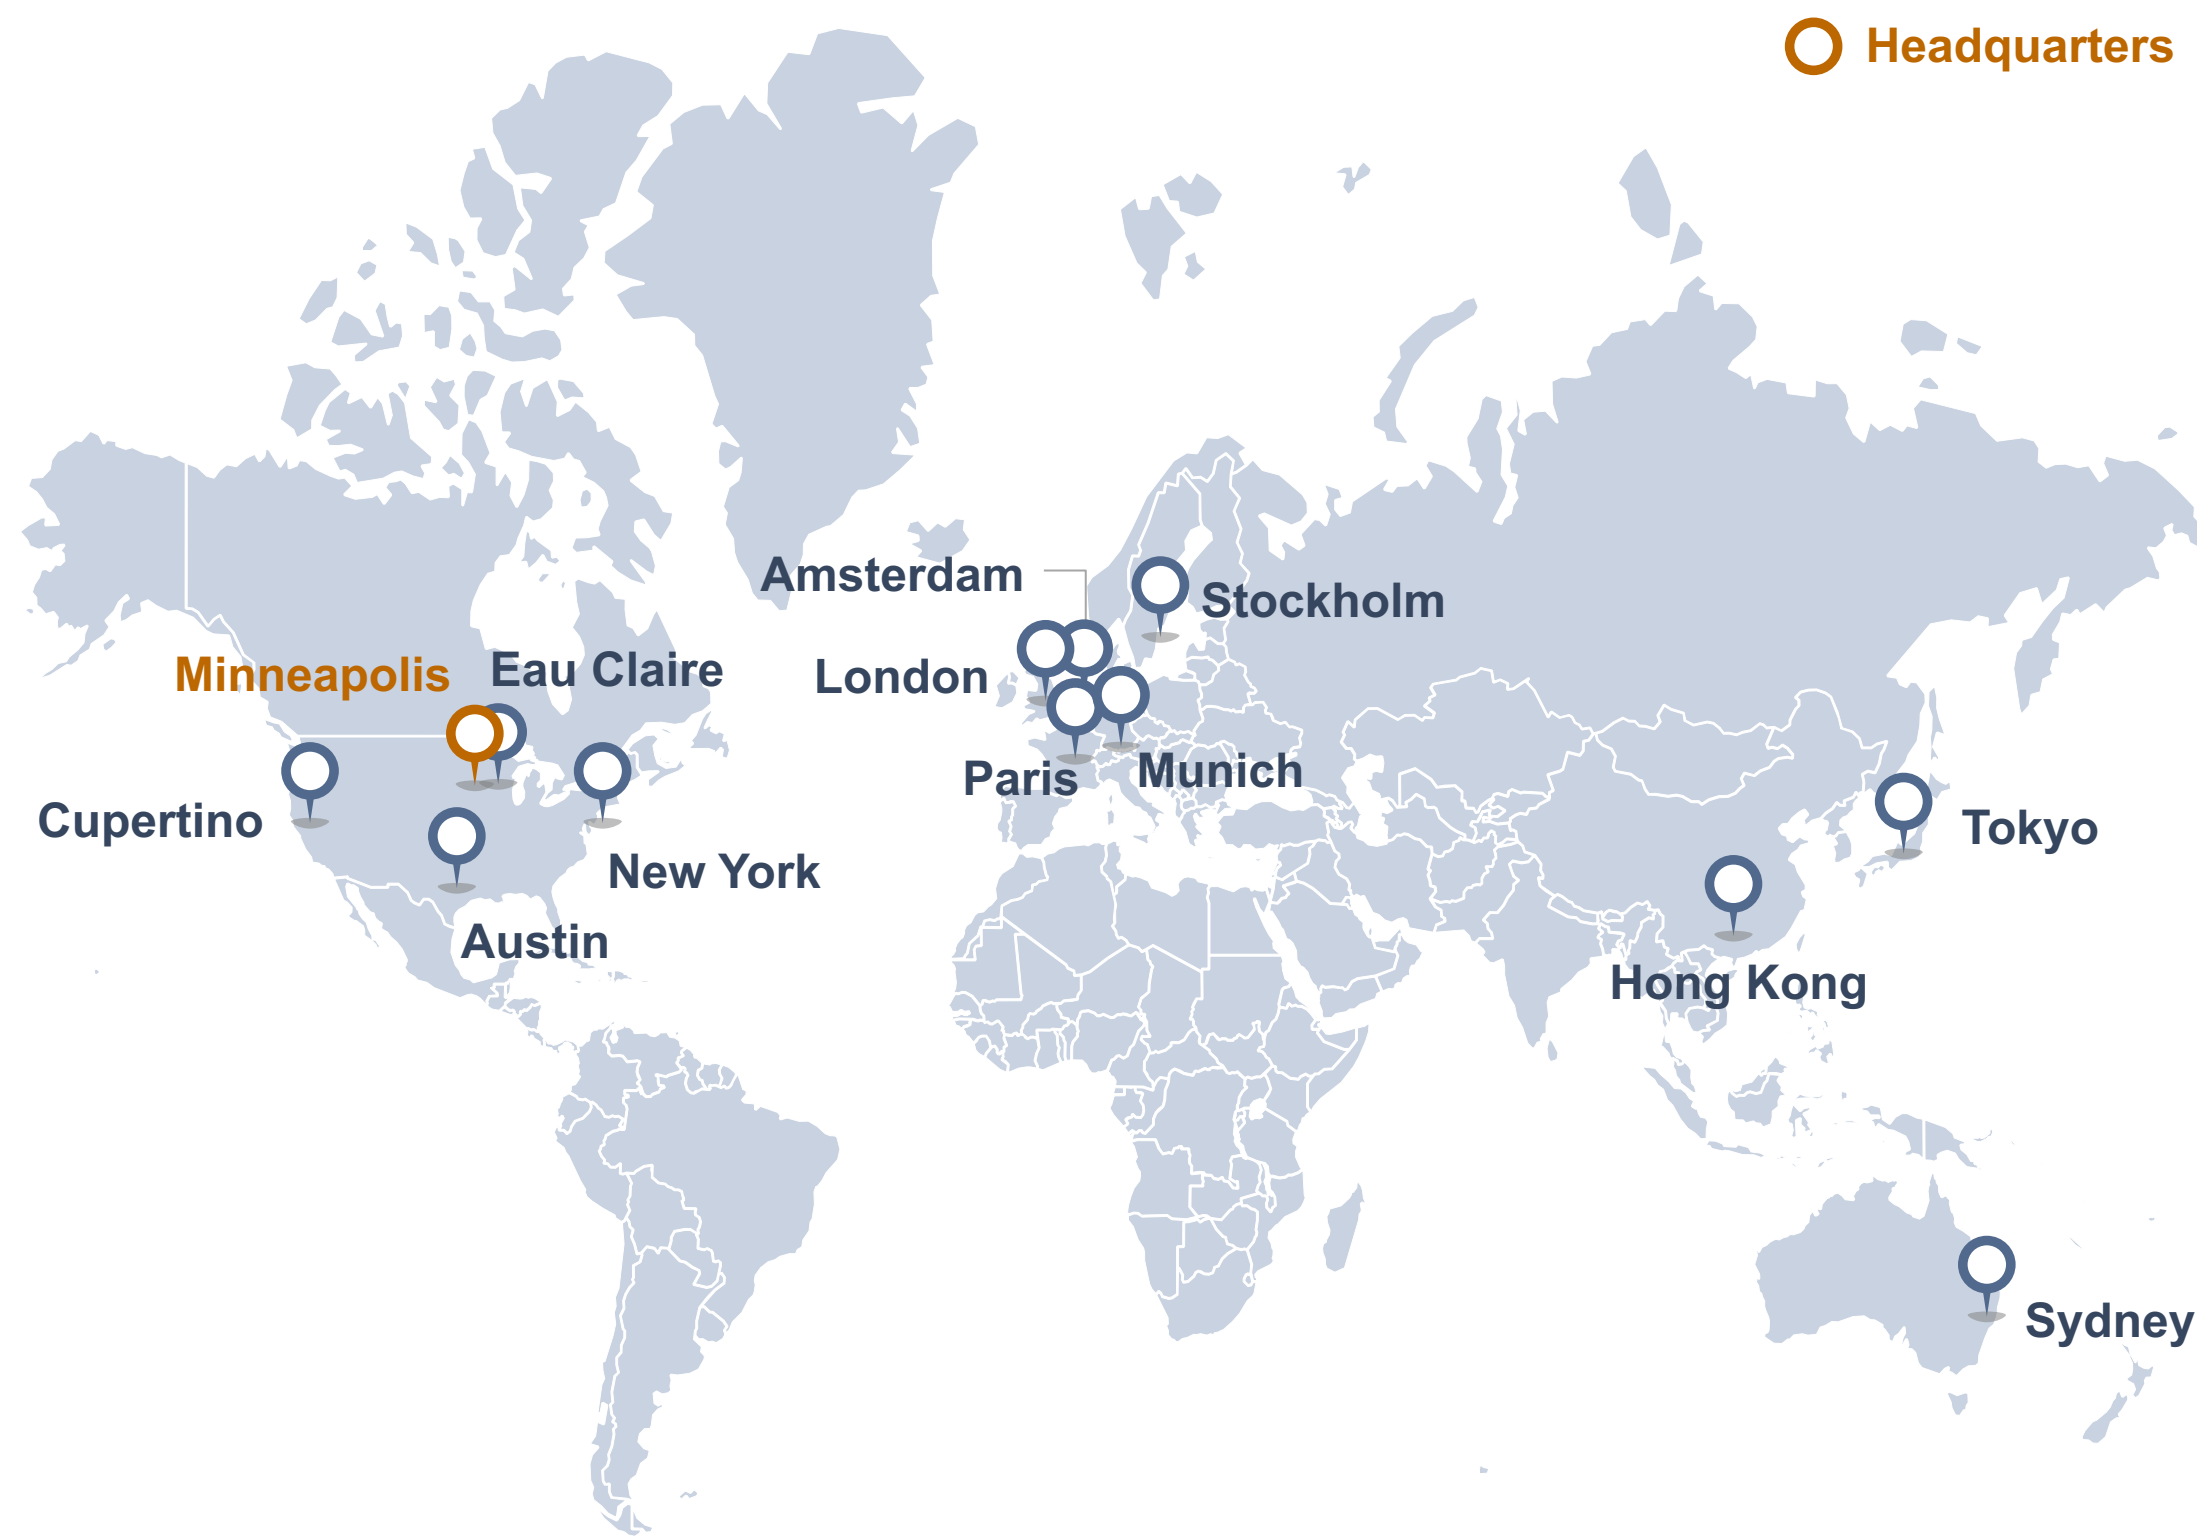 Headquarters
Amsterdam
Stockholm
Minneapolis
Eau Claire
London
Paris
Munich
Cupertino
New York
Tokyo
Austin
Hong Kong
Sydney